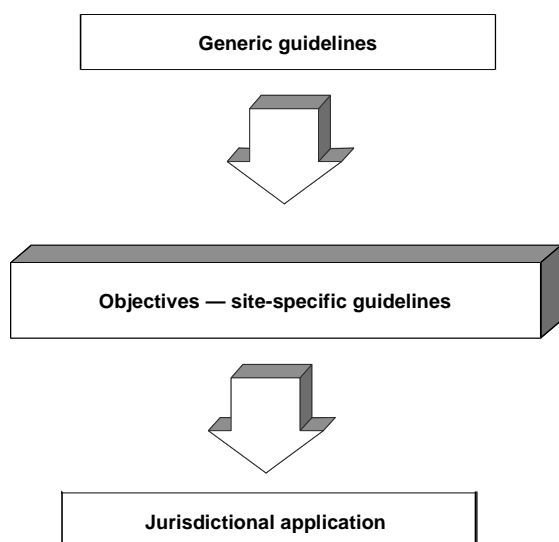 Generic guidelines
Objectives — site-specific guidelines
Jurisdictional application